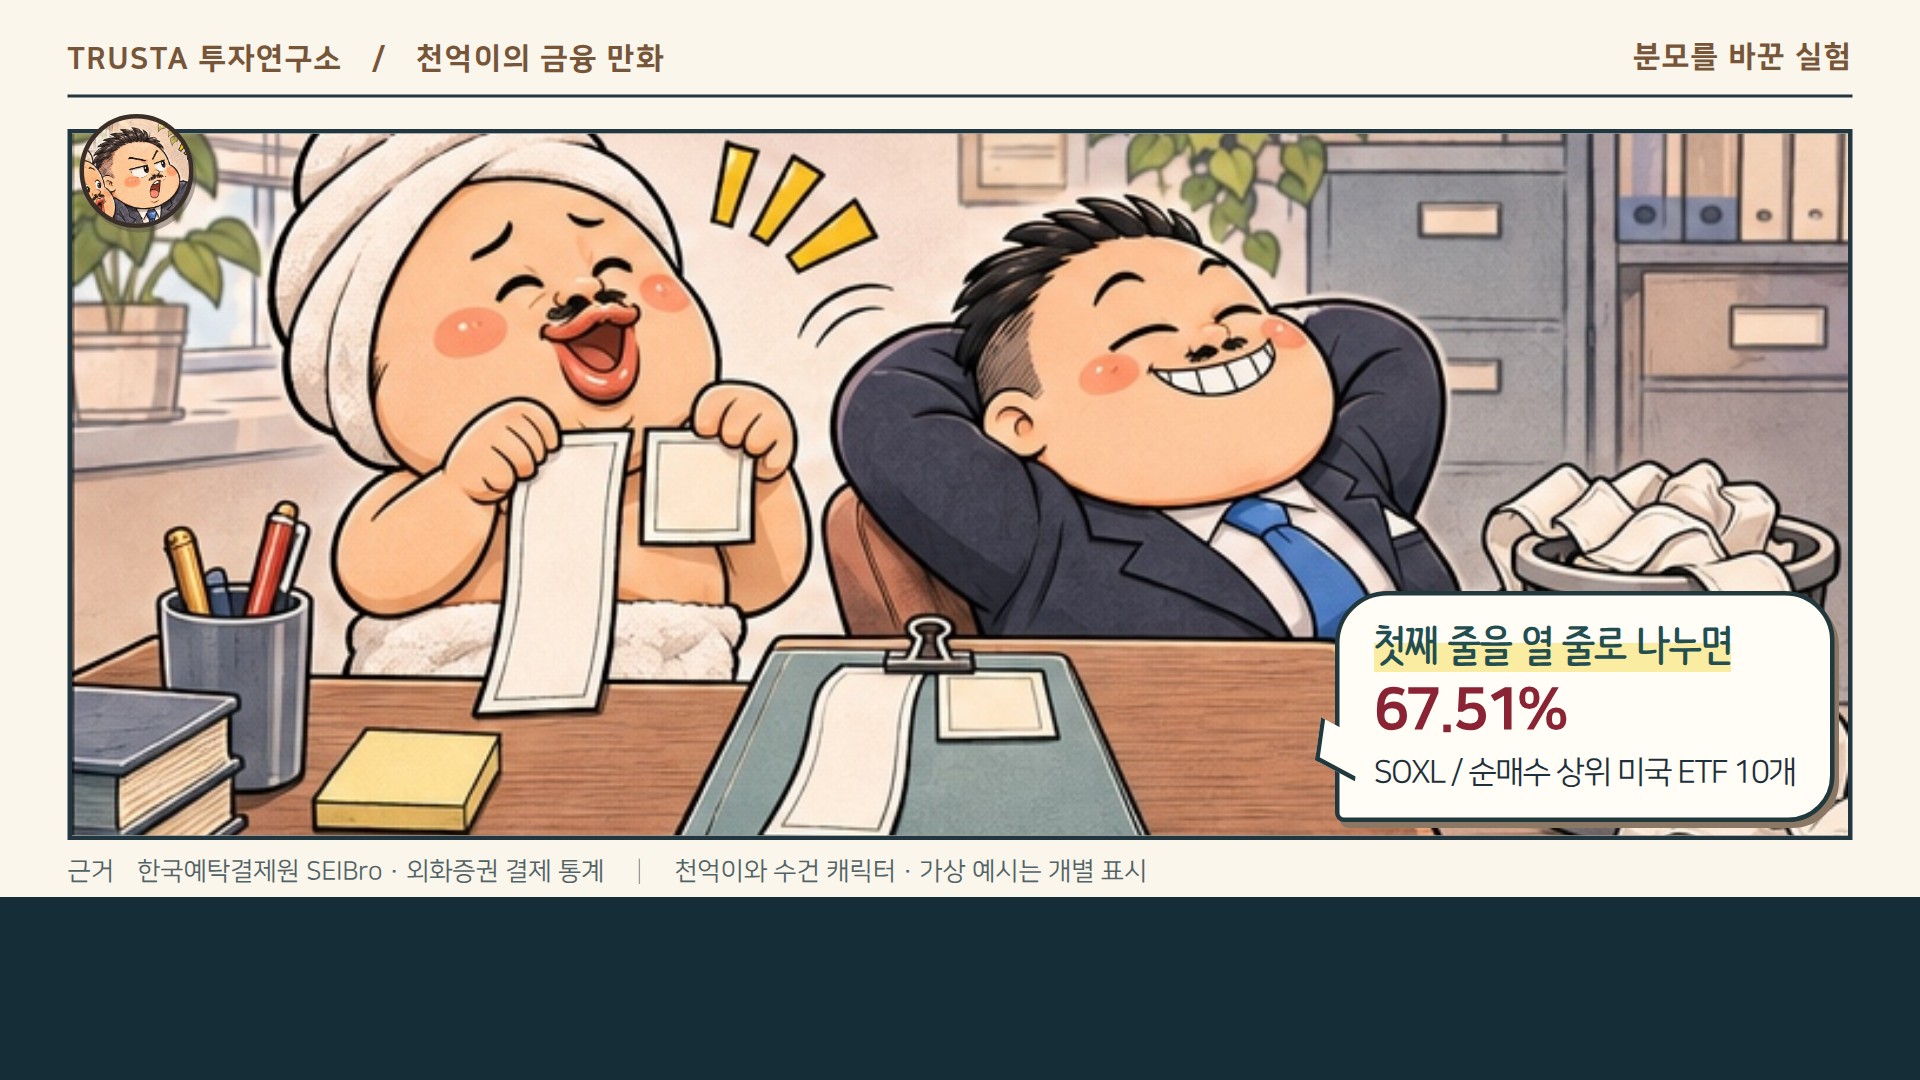 TRUSTA 투자연구소 / 천억이의 금융 만화
분모를 바꾼 실험
첫째 줄을 열 줄로 나누면
67.51%
SOXL / 순매수 상위 미국 ETF 10개
근거 한국예탁결제원 SEIBro · 외화증권 결제 통계 | 천억이와 수건 캐릭터 · 가상 예시는 개별 표시